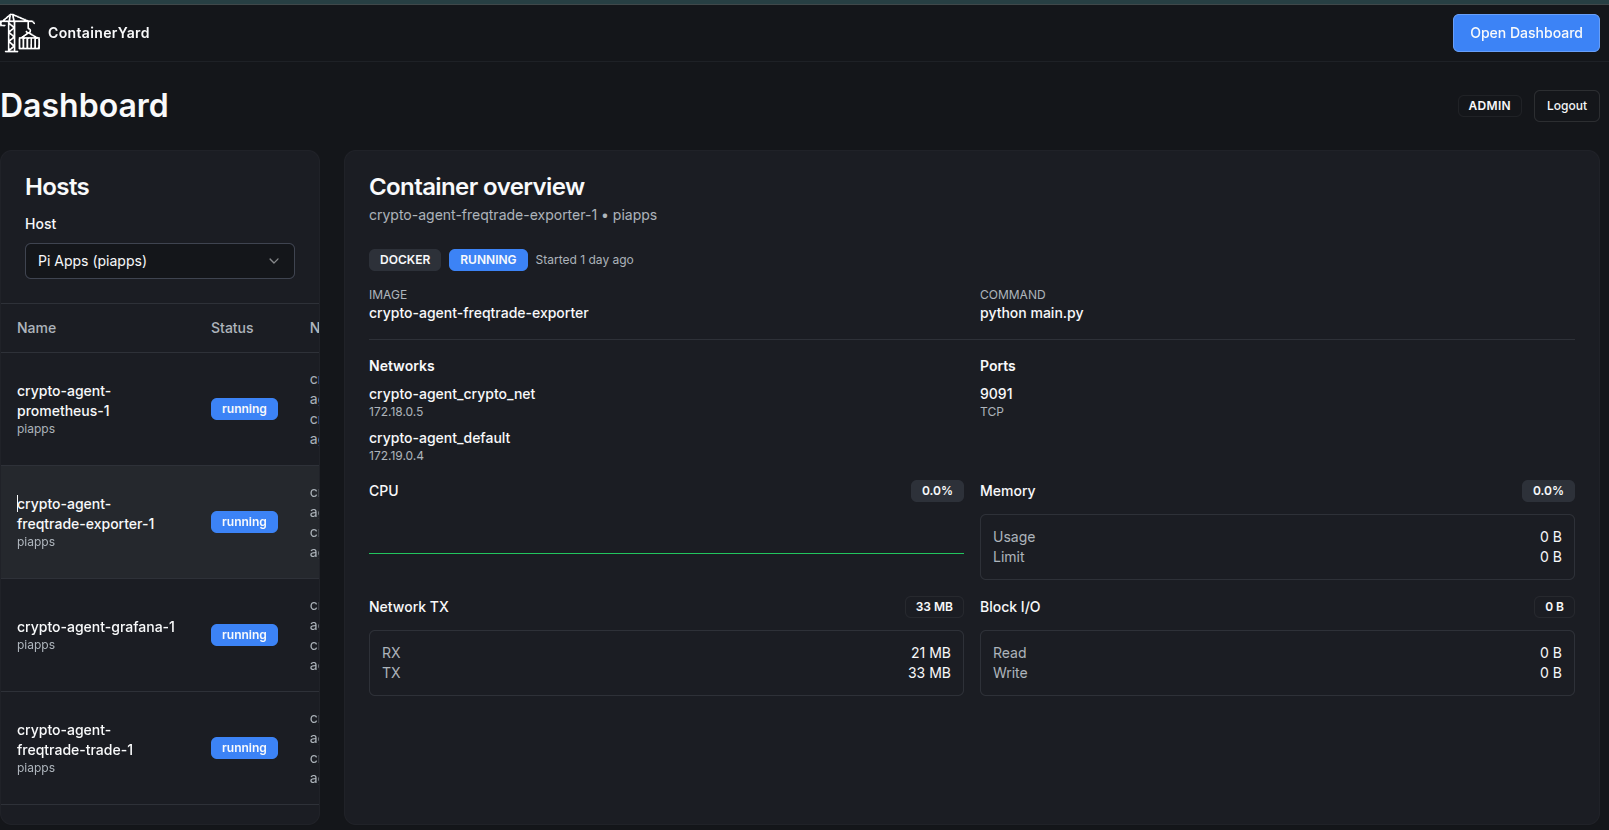 ContainerYard
Open Dashboard
Dashboard
ADMIN
Logout
Hosts
Host
Pi Apps (piapps)
Name Status N
crypto-agent-
prometheus-1
piapps
running
c
a
c
a
crypto-agent-
freqtrade-exporter-1
piapps
running
c
a
c
a
crypto-agent-grafana-1
piapps
running
c
a
c
a
crypto-agent-
freqtrade-trade-1
piapps
running
c
a
c
a
Container overview
crypto-agent-freqtrade-exporter-1 • piapps
DOCKER RUNNING Started 1 day ago
IMAGE
crypto-agent-freqtrade-exporter
COMMAND
python main.py
Networks
crypto-agent_crypto_net
172.18.0.5
crypto-agent_default
172.19.0.4
Ports
9091
TCP
CPU 0.0%
Memory 0.0%
Usage 0 B
Limit 0 B
Network TX 33 MB
RX 21 MB
TX 33 MB
Block I/O 0 B
Read 0 B
Write 0 B